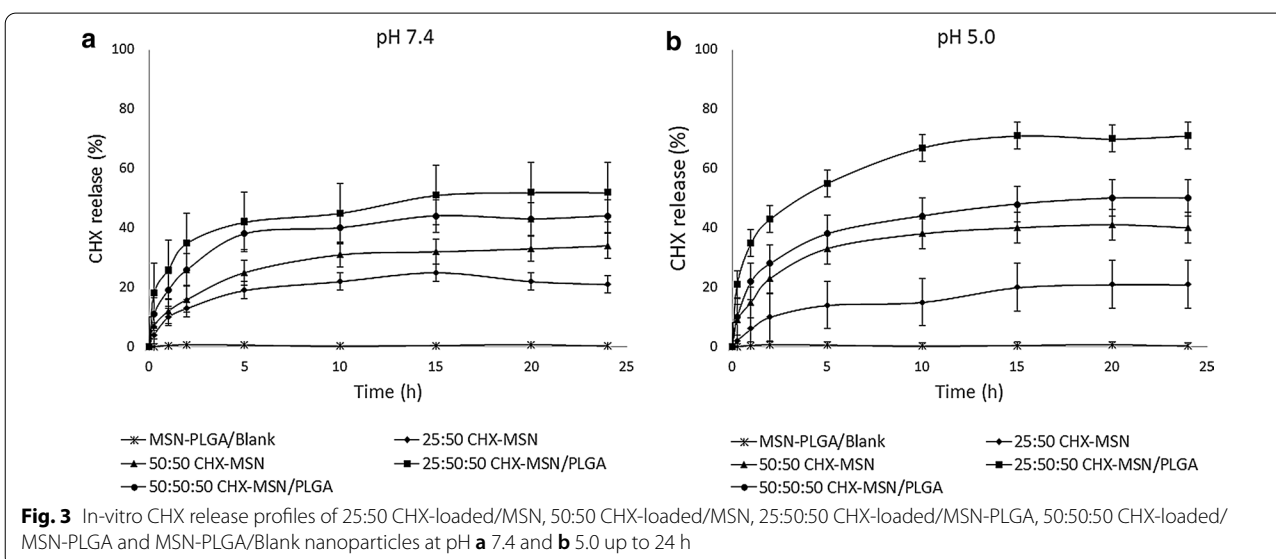 a
pH 7.4
100
80
60
40
20
0
CHX reelase (%)
0 5 10 15 20 25
Time (h)
MSN-PLGA/Blank 25:50 CHX-MSN
50:50 CHX-MSN 25:50:50 CHX-MSN/PLGA
50:50:50 CHX-MSN/PLGA
b
pH 5.0
100
80
60
40
20
0
CHX release (%)
0 5 10 15 20 25
Time (h)
MSN-PLGA/Blank 25:50 CHX-MSN
50:50 CHX-MSN 25:50:50 CHX-MSN/PLGA
50:50:50 CHX-MSN/PLGA
Fig. 3 In-vitro CHX release profiles of 25:50 CHX-loaded/MSN, 50:50 CHX-loaded/MSN, 25:50:50 CHX-loaded/MSN-PLGA, 50:50:50 CHX-loaded/
MSN-PLGA and MSN-PLGA/Blank nanoparticles at pH a 7.4 and b 5.0 up to 24 h